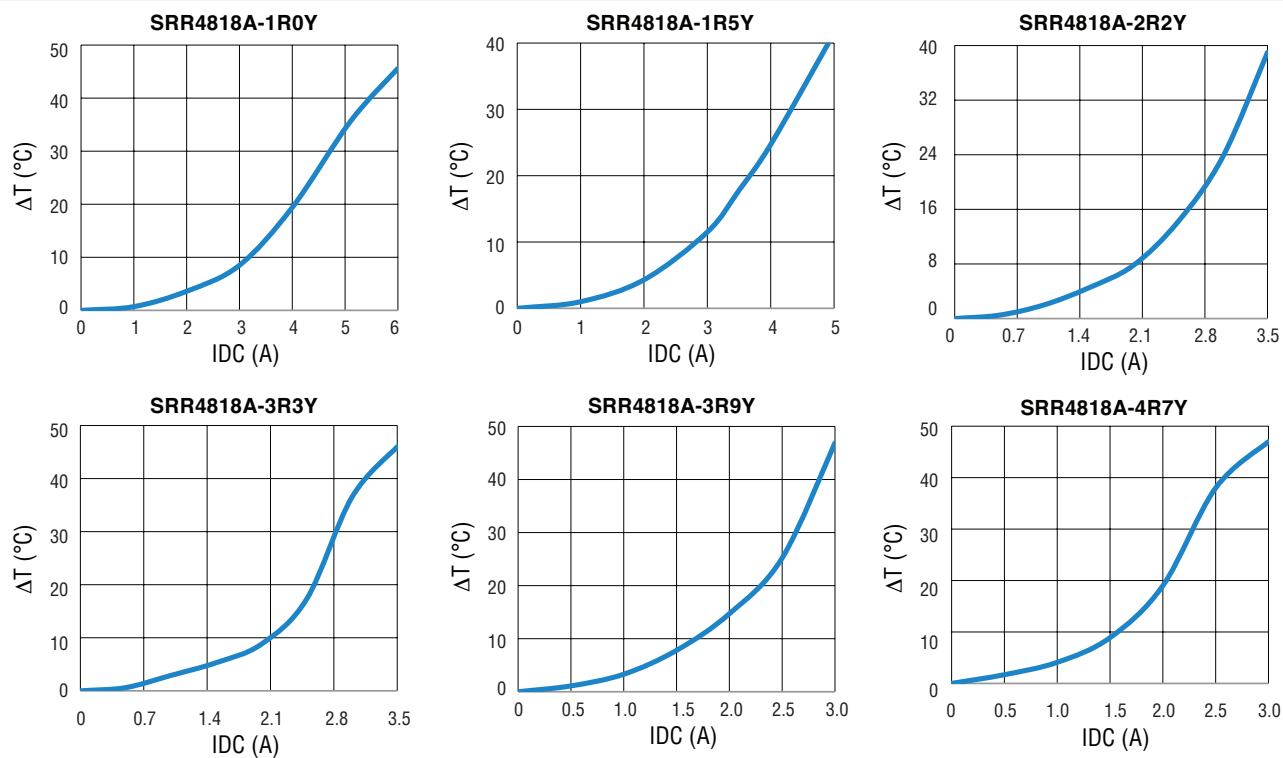 SRR4818A-1R0Y
50
40
30
20
10
0
ΔT (°C)
0 1 2 3 4 5 6
IDC (A)
SRR4818A-1R5Y
40
30
20
10
0
ΔT (°C)
0 1 2 3 4 5
IDC (A)
SRR4818A-2R2Y
40
32
24
16
8
0
ΔT (°C)
0 0.7 1.4 2.1 2.8 3.5
IDC (A)
SRR4818A-3R3Y
50
40
30
20
10
0
ΔT (°C)
0 0.7 1.4 2.1 2.8 3.5
IDC (A)
SRR4818A-3R9Y
50
40
30
20
10
0
ΔT (°C)
0 0.5 1.0 1.5 2.0 2.5 3.0
IDC (A)
SRR4818A-4R7Y
50
40
30
20
10
0
ΔT (°C)
0 0.5 1.0 1.5 2.0 2.5 3.0
IDC (A)